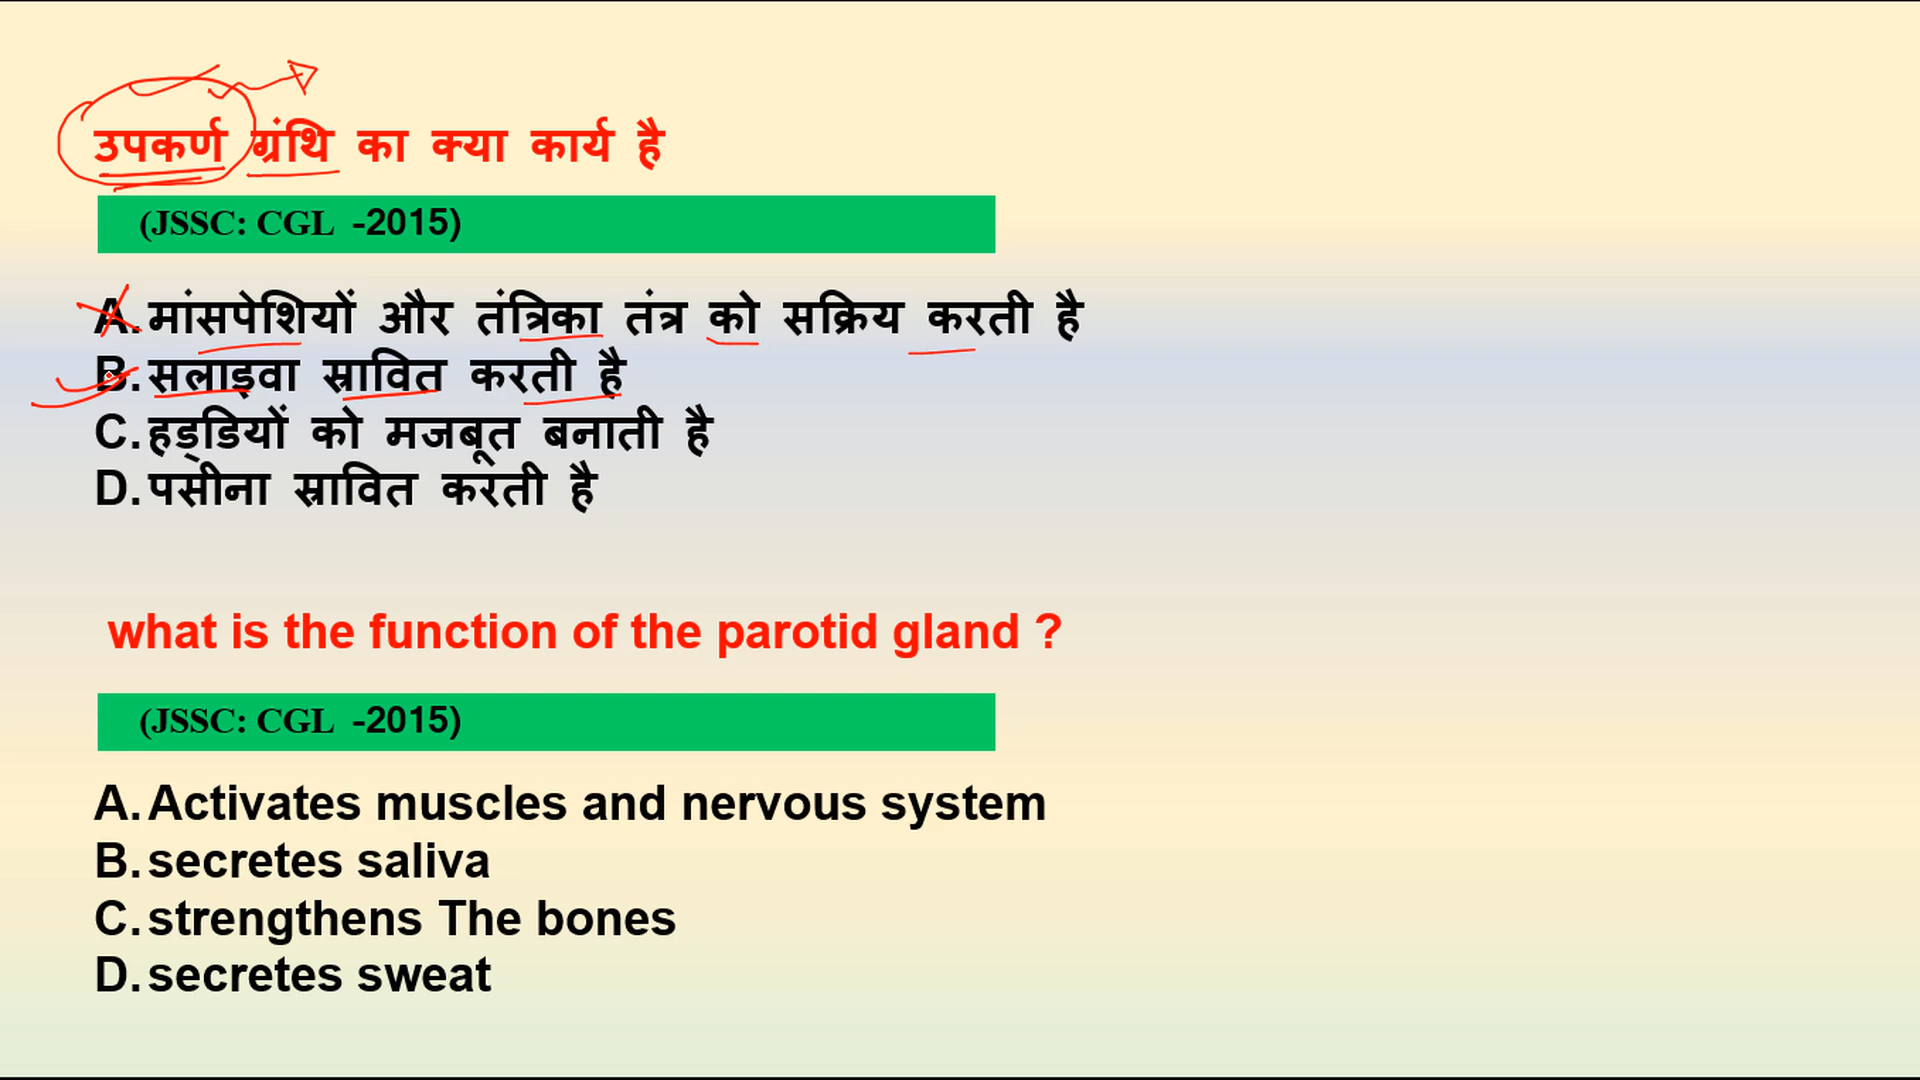 उपकर्ण ग्रंथि का क्या कार्य है
(JSSC: CGL -2015)
A. मांसपेशियों और तंत्रिका तंत्र को सक्रिय करती है
B. सलाइवा स्रावित करती है
C. हड्डियों को मजबूत बनाती है
D. पसीना स्रावित करती है
what is the function of the parotid gland ?
(JSSC: CGL -2015)
A. Activates muscles and nervous system
B. secretes saliva
C. strengthens The bones
D. secretes sweat